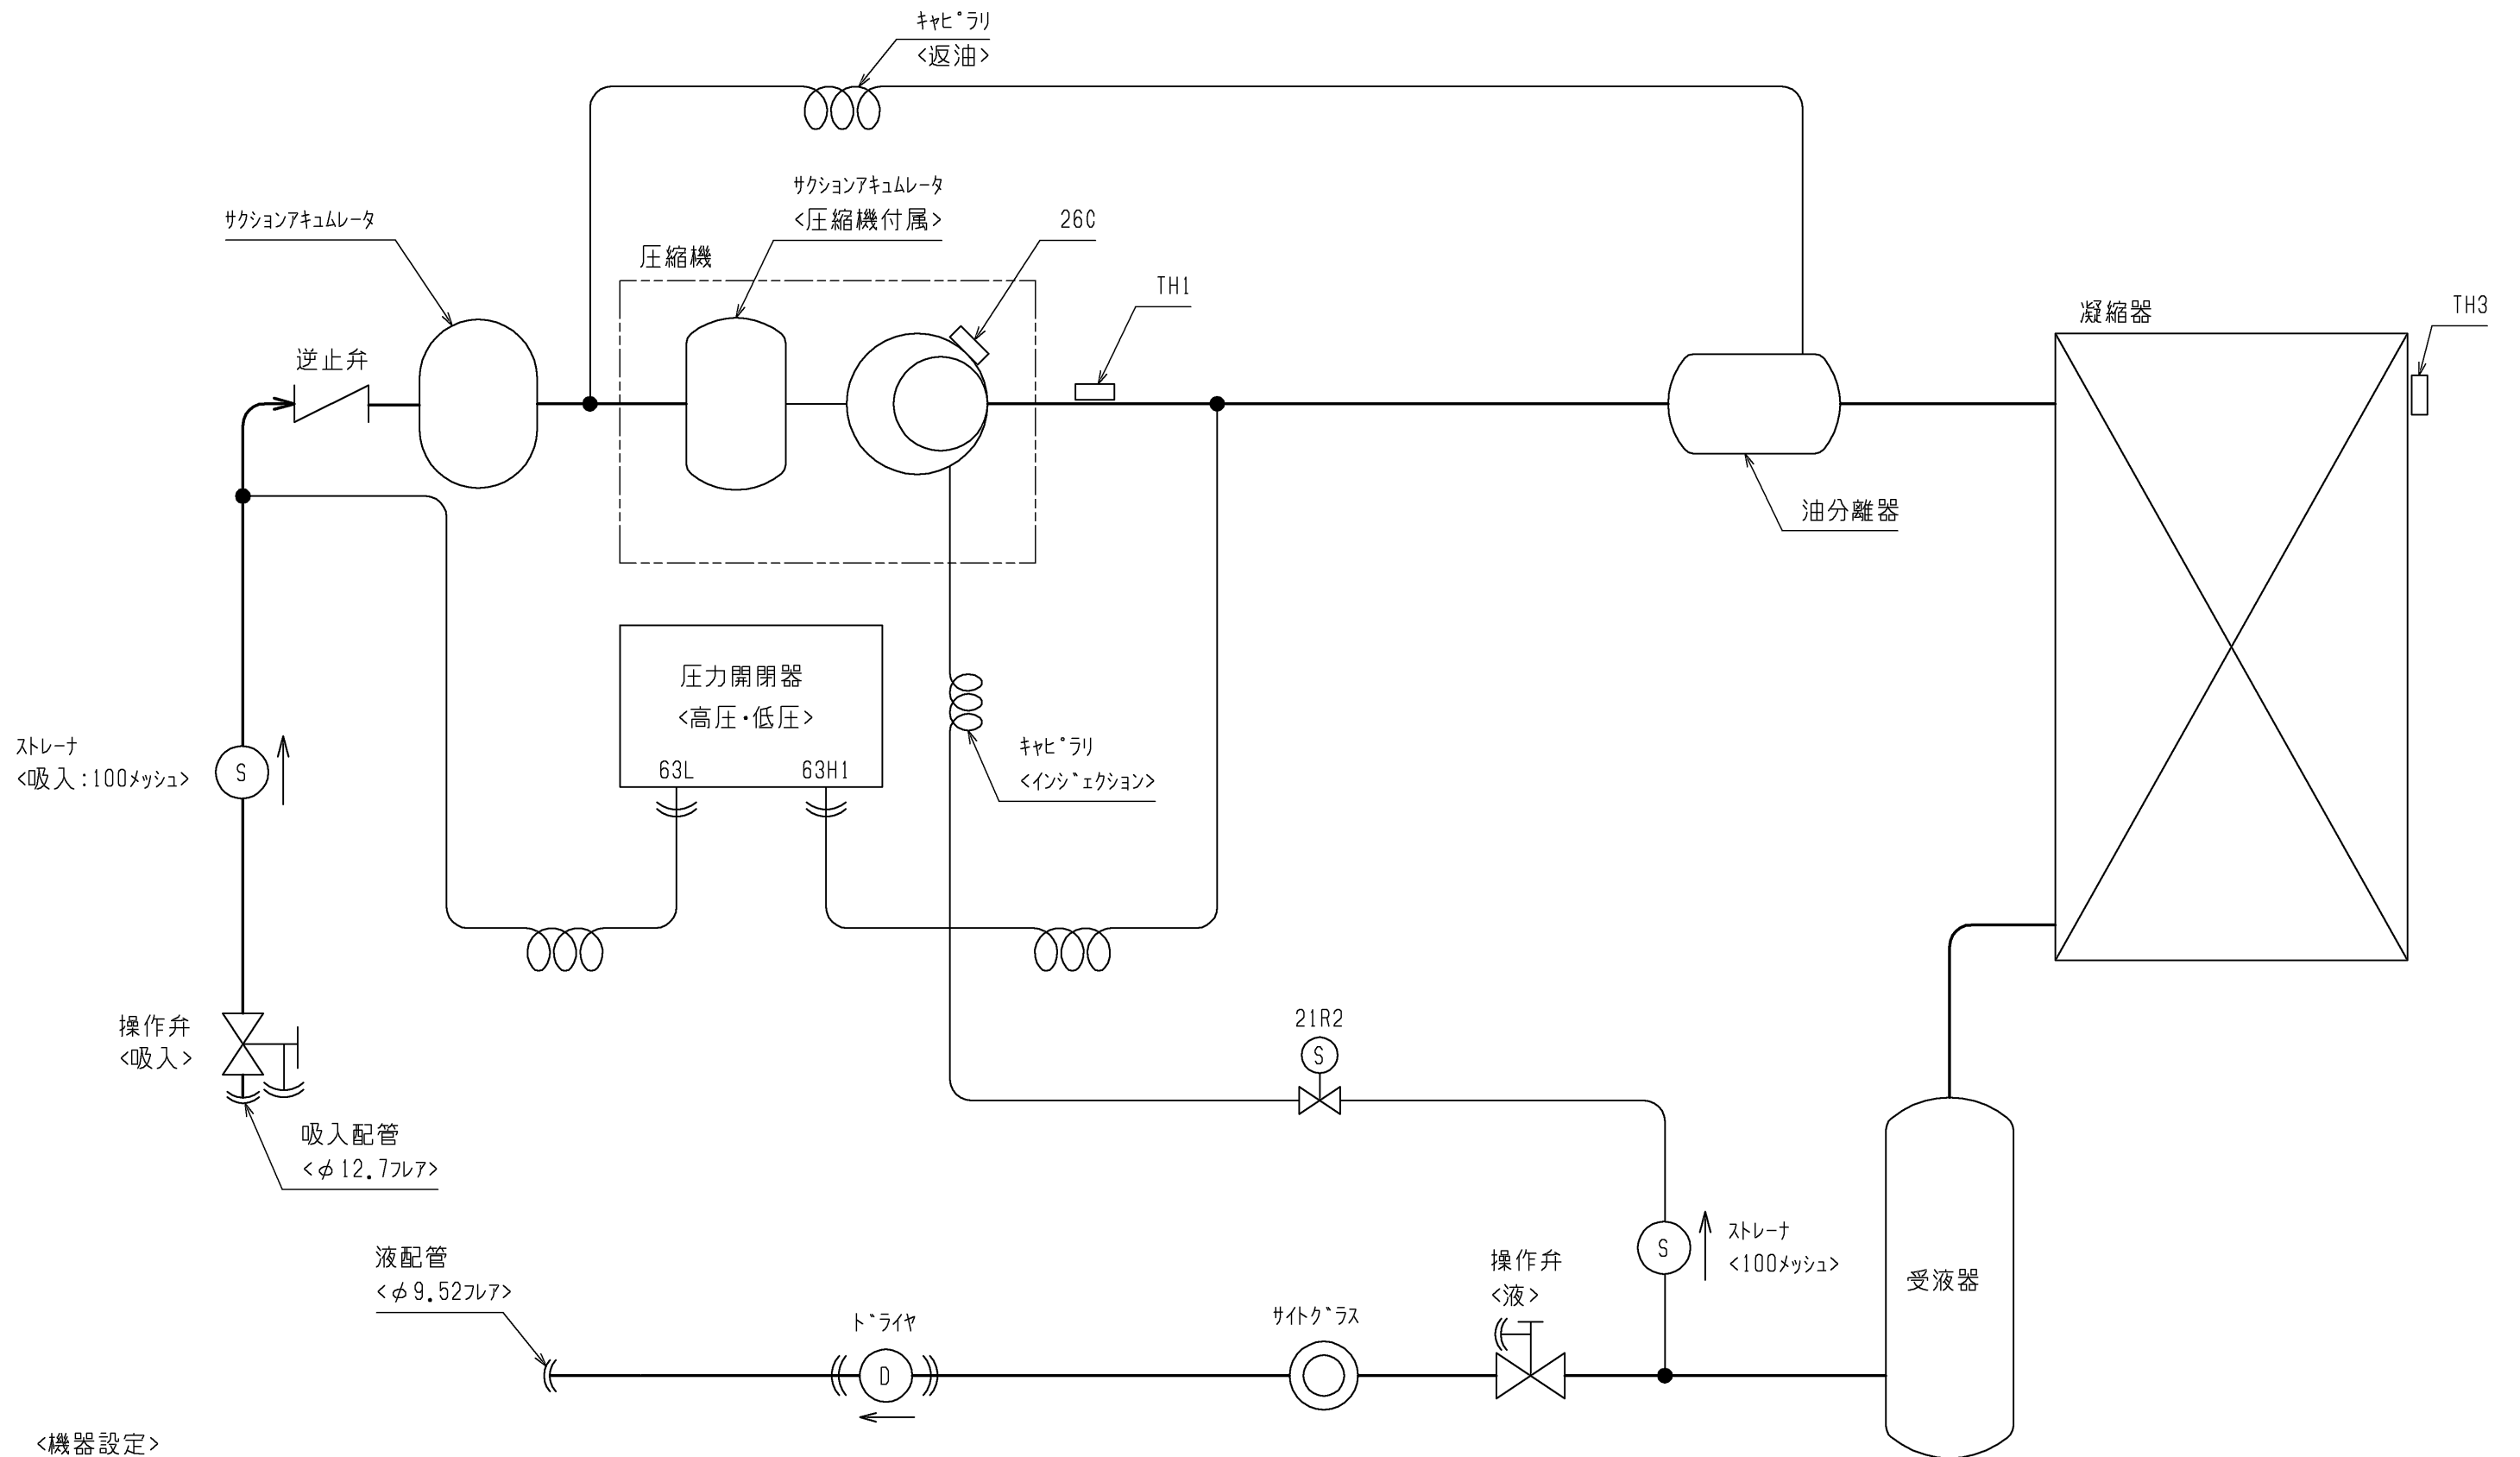 ｷｬﾋﾟﾗﾘ
<返油>
ｻｸｼｮﾝｱｷｭﾑﾚｰﾀ
<圧縮機付属>
ｻｸｼｮﾝｱｷｭﾑﾚｰﾀ
26C
圧縮機
TH1
凝縮器
TH3
逆止弁
油分離器
圧力開閉器
<高圧・低圧>
63L
63H1
ｽﾄﾚｰﾅ
<吸入:100ﾒｯｼｭ>
S
ｷｬﾋﾟﾗﾘ
<ｲﾝｼﾞｪｸｼｮﾝ>
操作弁
<吸入>
21R2
S
吸入配管
<φ12.7ﾌﾚｱ>
液配管
<φ9.52ﾌﾚｱ>
ﾄﾞﾗｲﾔ
D
ｻｲﾄｸﾞﾗｽ
操作弁
<液>
S
ｽﾄﾚｰﾅ
<100ﾒｯｼｭ>
受液器
<機器設定>